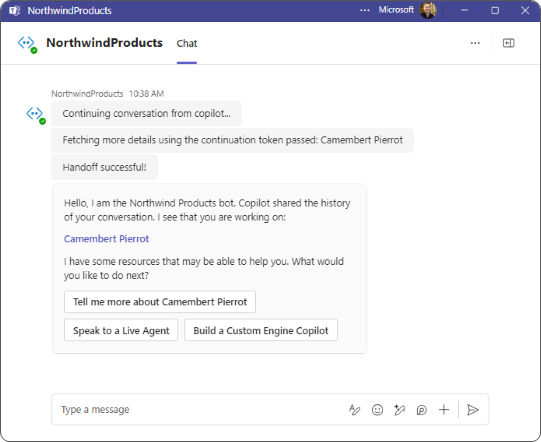 NorthwindProducts
... Microsoft
NorthwindProducts Chat
...
NorthwindProducts 10:38 AM
Continuing conversation from copilot...
Fetching more details using the continuation token passed: Camembert Pierrot
Handoff successful!
Hello, I am the Northwind Products bot. Copilot shared the history
of your conversation. I see that you are working on:
Camembert Pierrot
I have some resources that may be able to help you. What would
you like to do next?
Tell me more about Camembert Pierrot
Speak to a Live Agent Build a Custom Engine Copilot
Type a message